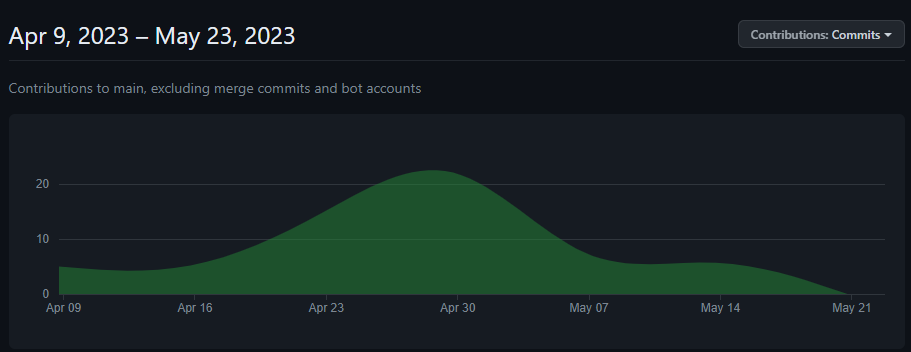 Apr 9, 2023 – May 23, 2023
Contributions: Commits
Contributions to main, excluding merge commits and bot accounts
20
10
0
Apr 09 Apr 16 Apr 23 Apr 30 May 07 May 14 May 21